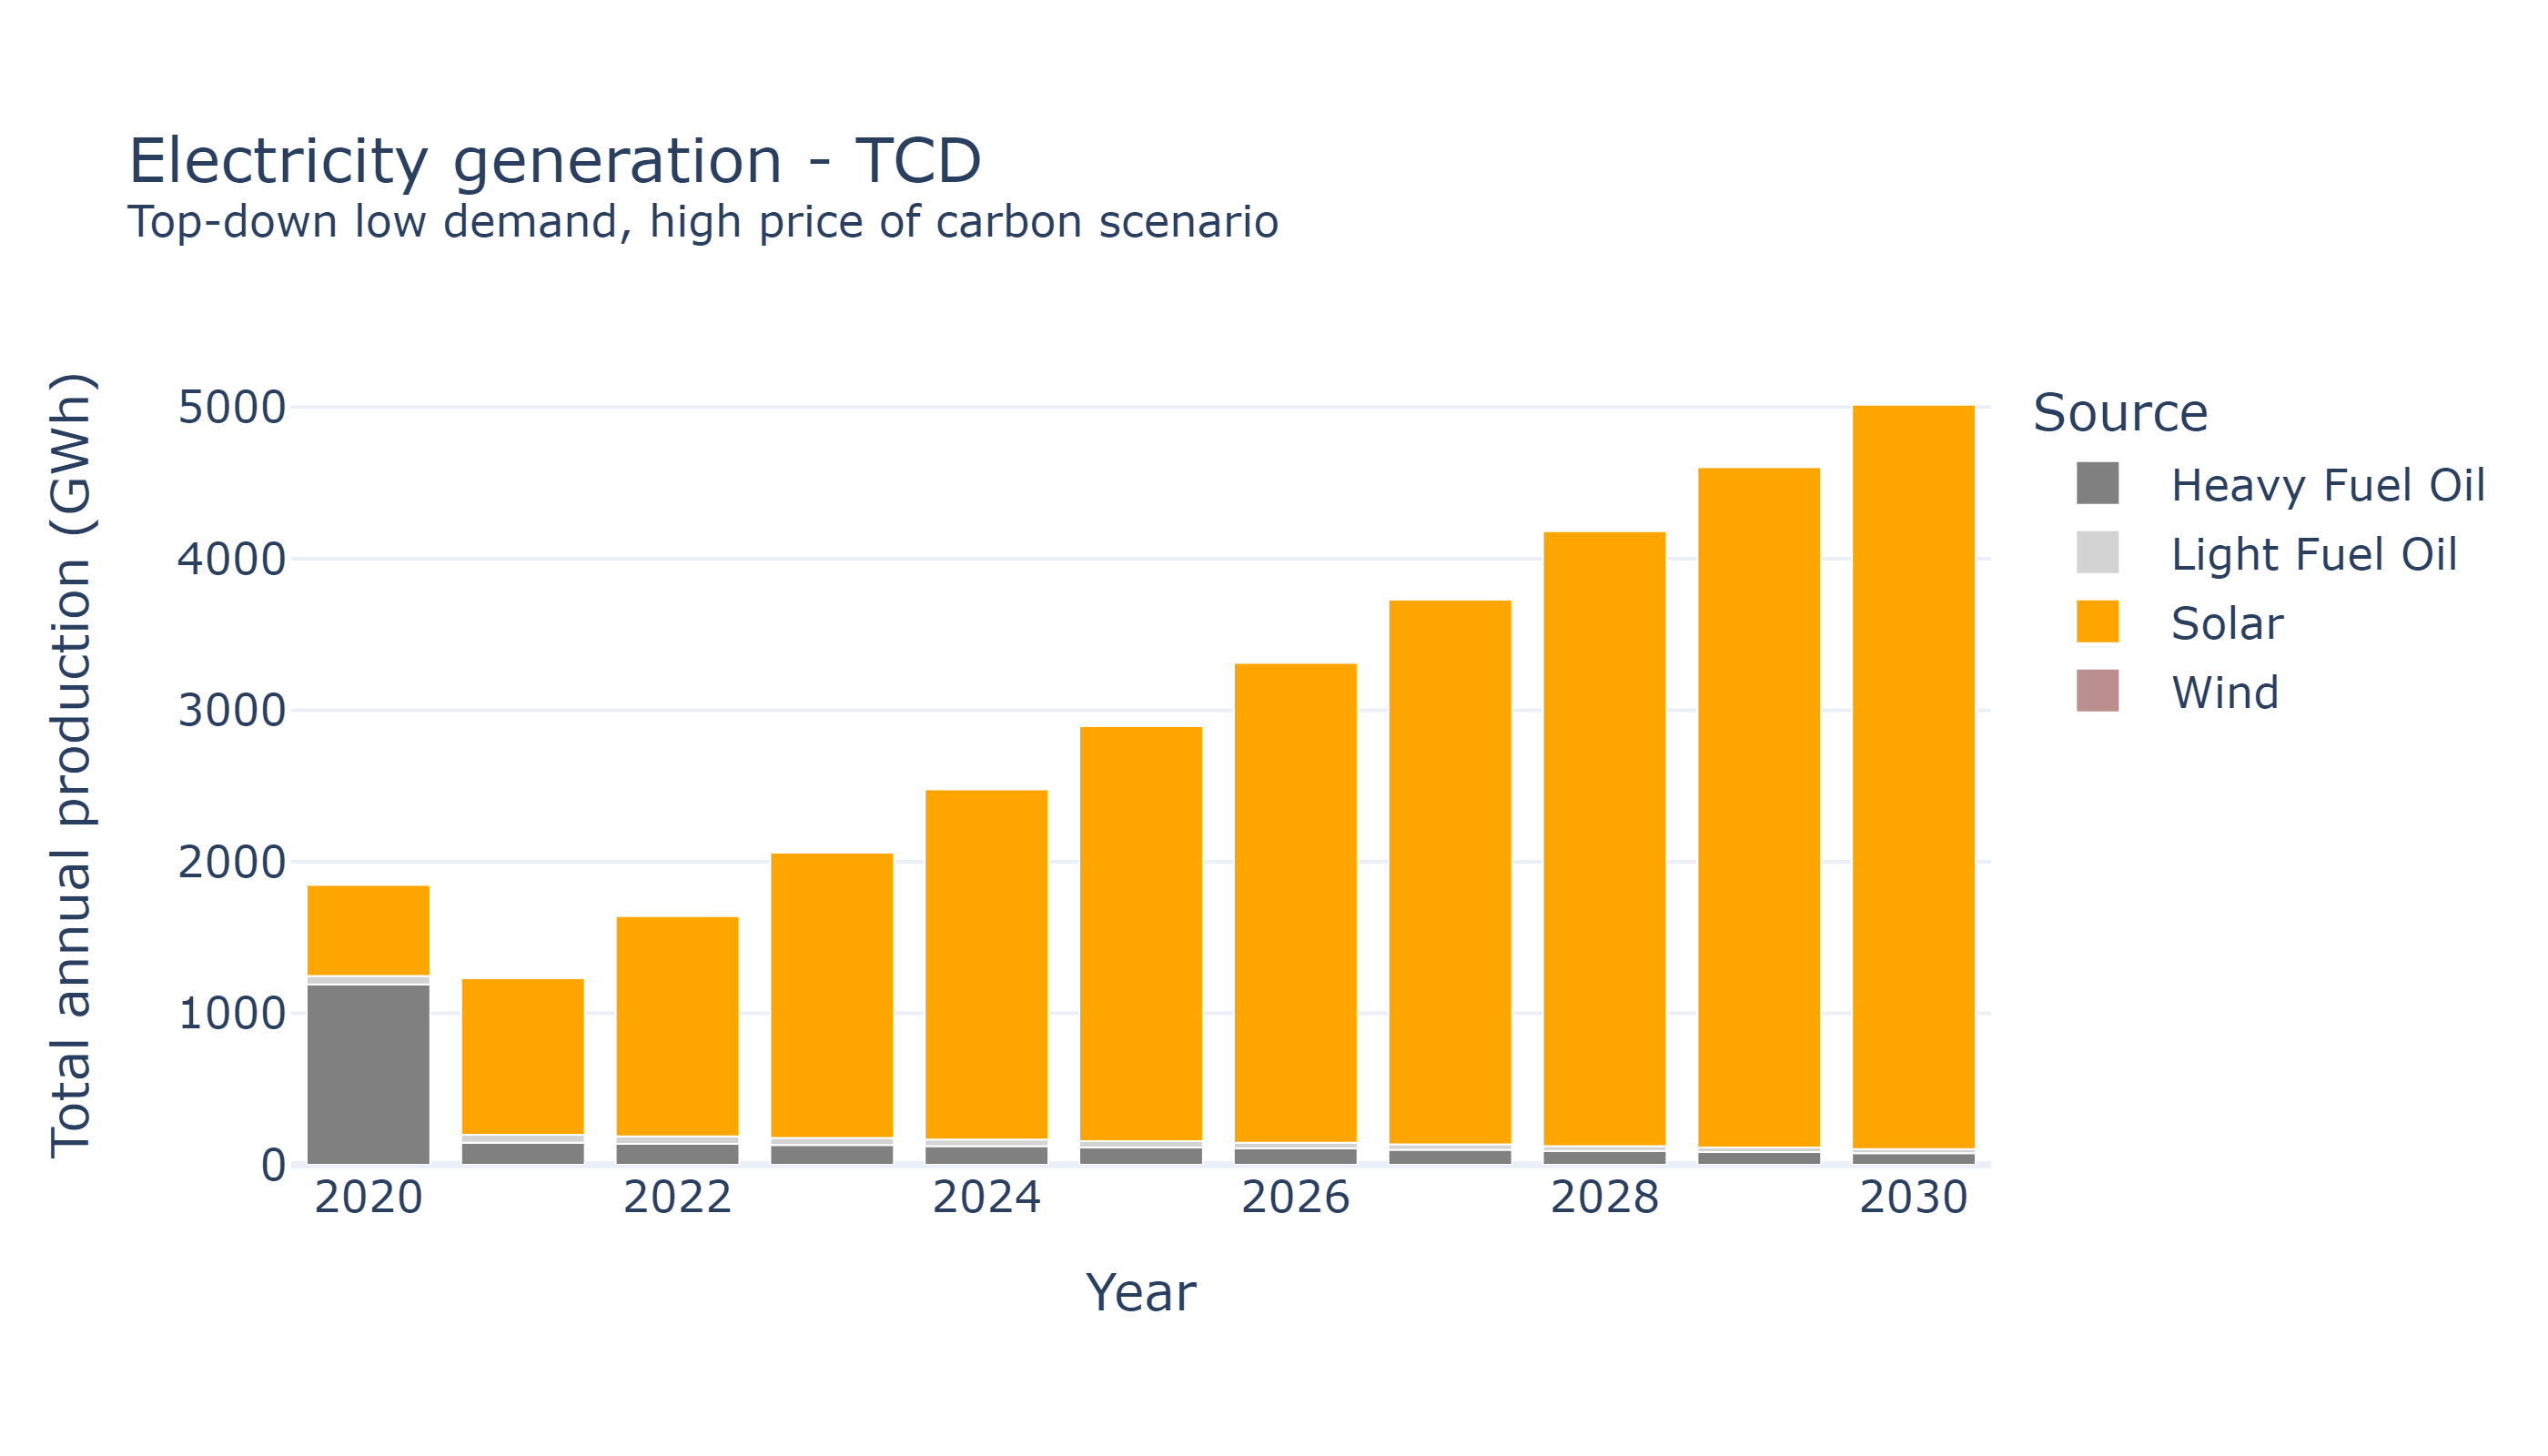 Electricity generation - TCD
Top-down low demand, high price of carbon scenario
Total annual production (GWh)
5000
4000
3000
2000
1000
0
2020 2022 2024 2026 2028 2030
Year
Source
Heavy Fuel Oil
Light Fuel Oil
Solar
Wind